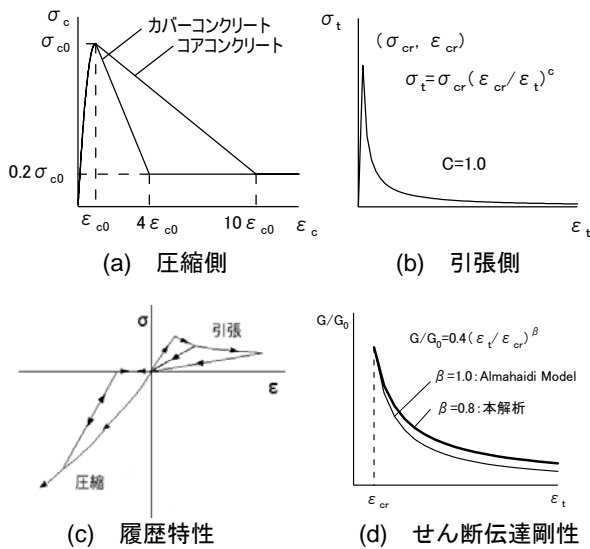 σc
σc0
カバーコンクリート
コアコンクリート
0.2σc0
εc0
4εc0
10εc0
εc
(a) 圧縮側
σt
(σcr, εcr)
σt=σcr(εcr/εt)^c
C=1.0
εt
(b) 引張側
σ
引張
ε
圧縮
(c) 履歴特性
G/G0
G/G0=0.4(εt/εcr)^β
β=1.0:Almahaidi Model
β=0.8:本解析
εcr
εt
(d) せん断伝達剛性